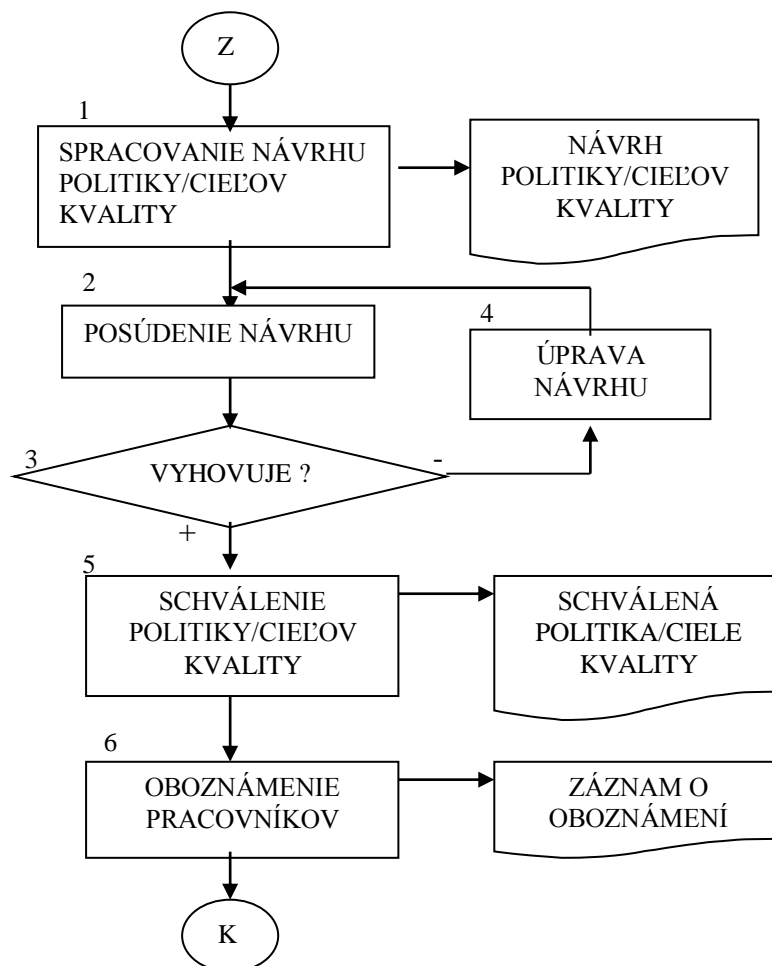 Z
1
SPRACOVANIE NÁVRHU
POLITIKY/CIEĽOV
KVALITY
NÁVRH
POLITIKY/CIEĽOV
KVALITY
2
POSÚDENIE NÁVRHU
4
ÚPRAVA
NÁVRHU
3
VYHOVUJE ?
-
+
5
SCHVÁLENIE
POLITIKY/CIEĽOV
KVALITY
SCHVÁLENÁ
POLITIKA/CIELE
KVALITY
6
OBOZNÁMENIE
PRACOVNÍKOV
ZÁZNAM O
OBOZNÁMENÍ
K